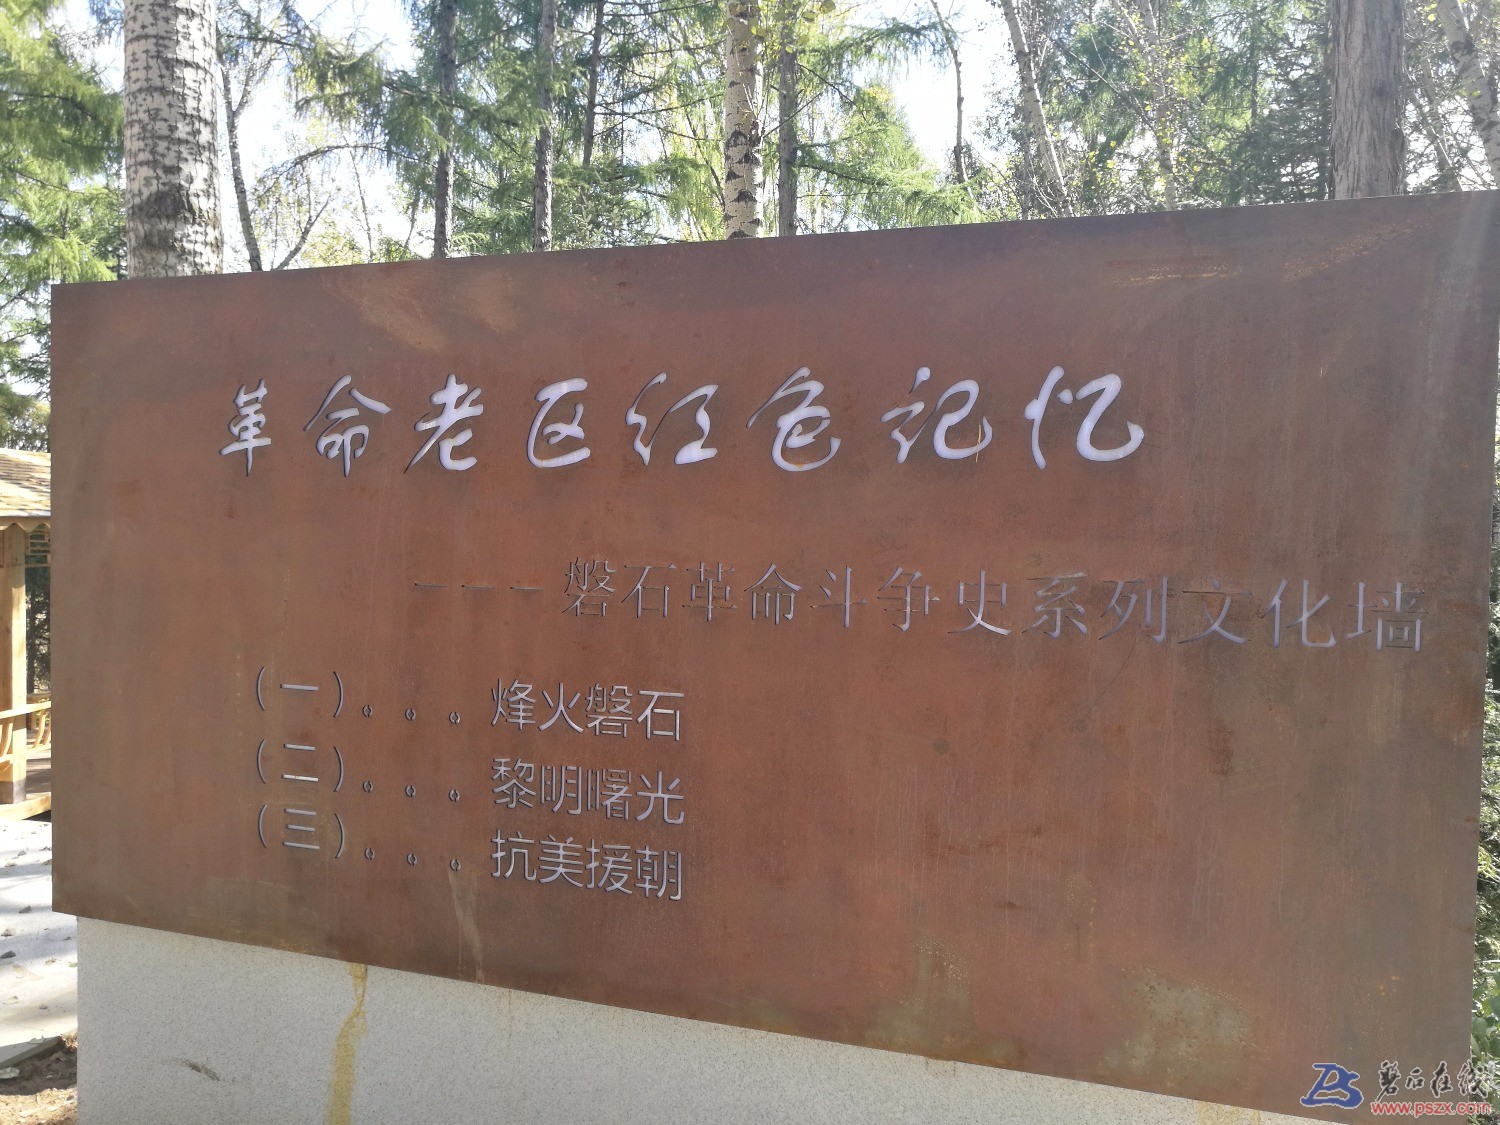 革命老区红色记忆
---磐石革命斗争史系列文化墙
(一)。。。烽火磐石
(二)。。。黎明曙光
(三)。。。抗美援朝
磐石在线
www.pszx.com